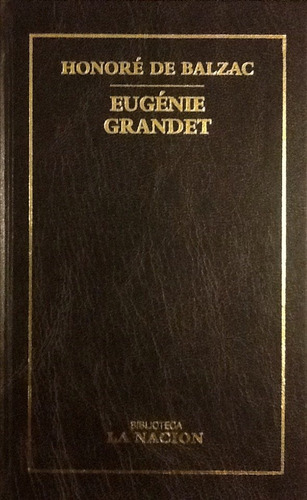 HONORÉ DE BALZAC
EUGÉNIE
GRANDET
BIBLIOTECA
LA NACION